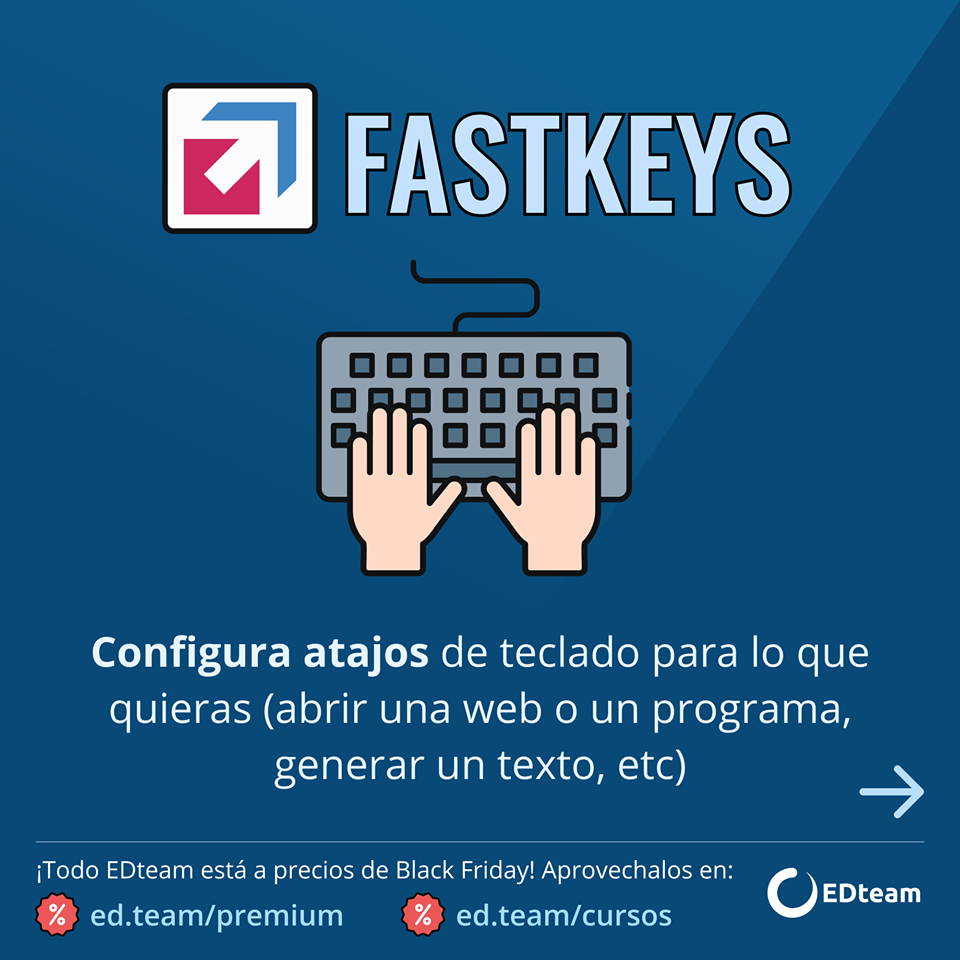 FASTKEYS
Configura atajos de teclado para lo que
quieras (abrir una web o un programa,
generar un texto, etc)
¡Todo EDteam está a precios de Black Friday! Aprovechalos en:
% ed.team/premium % ed.team/cursos
EDteam